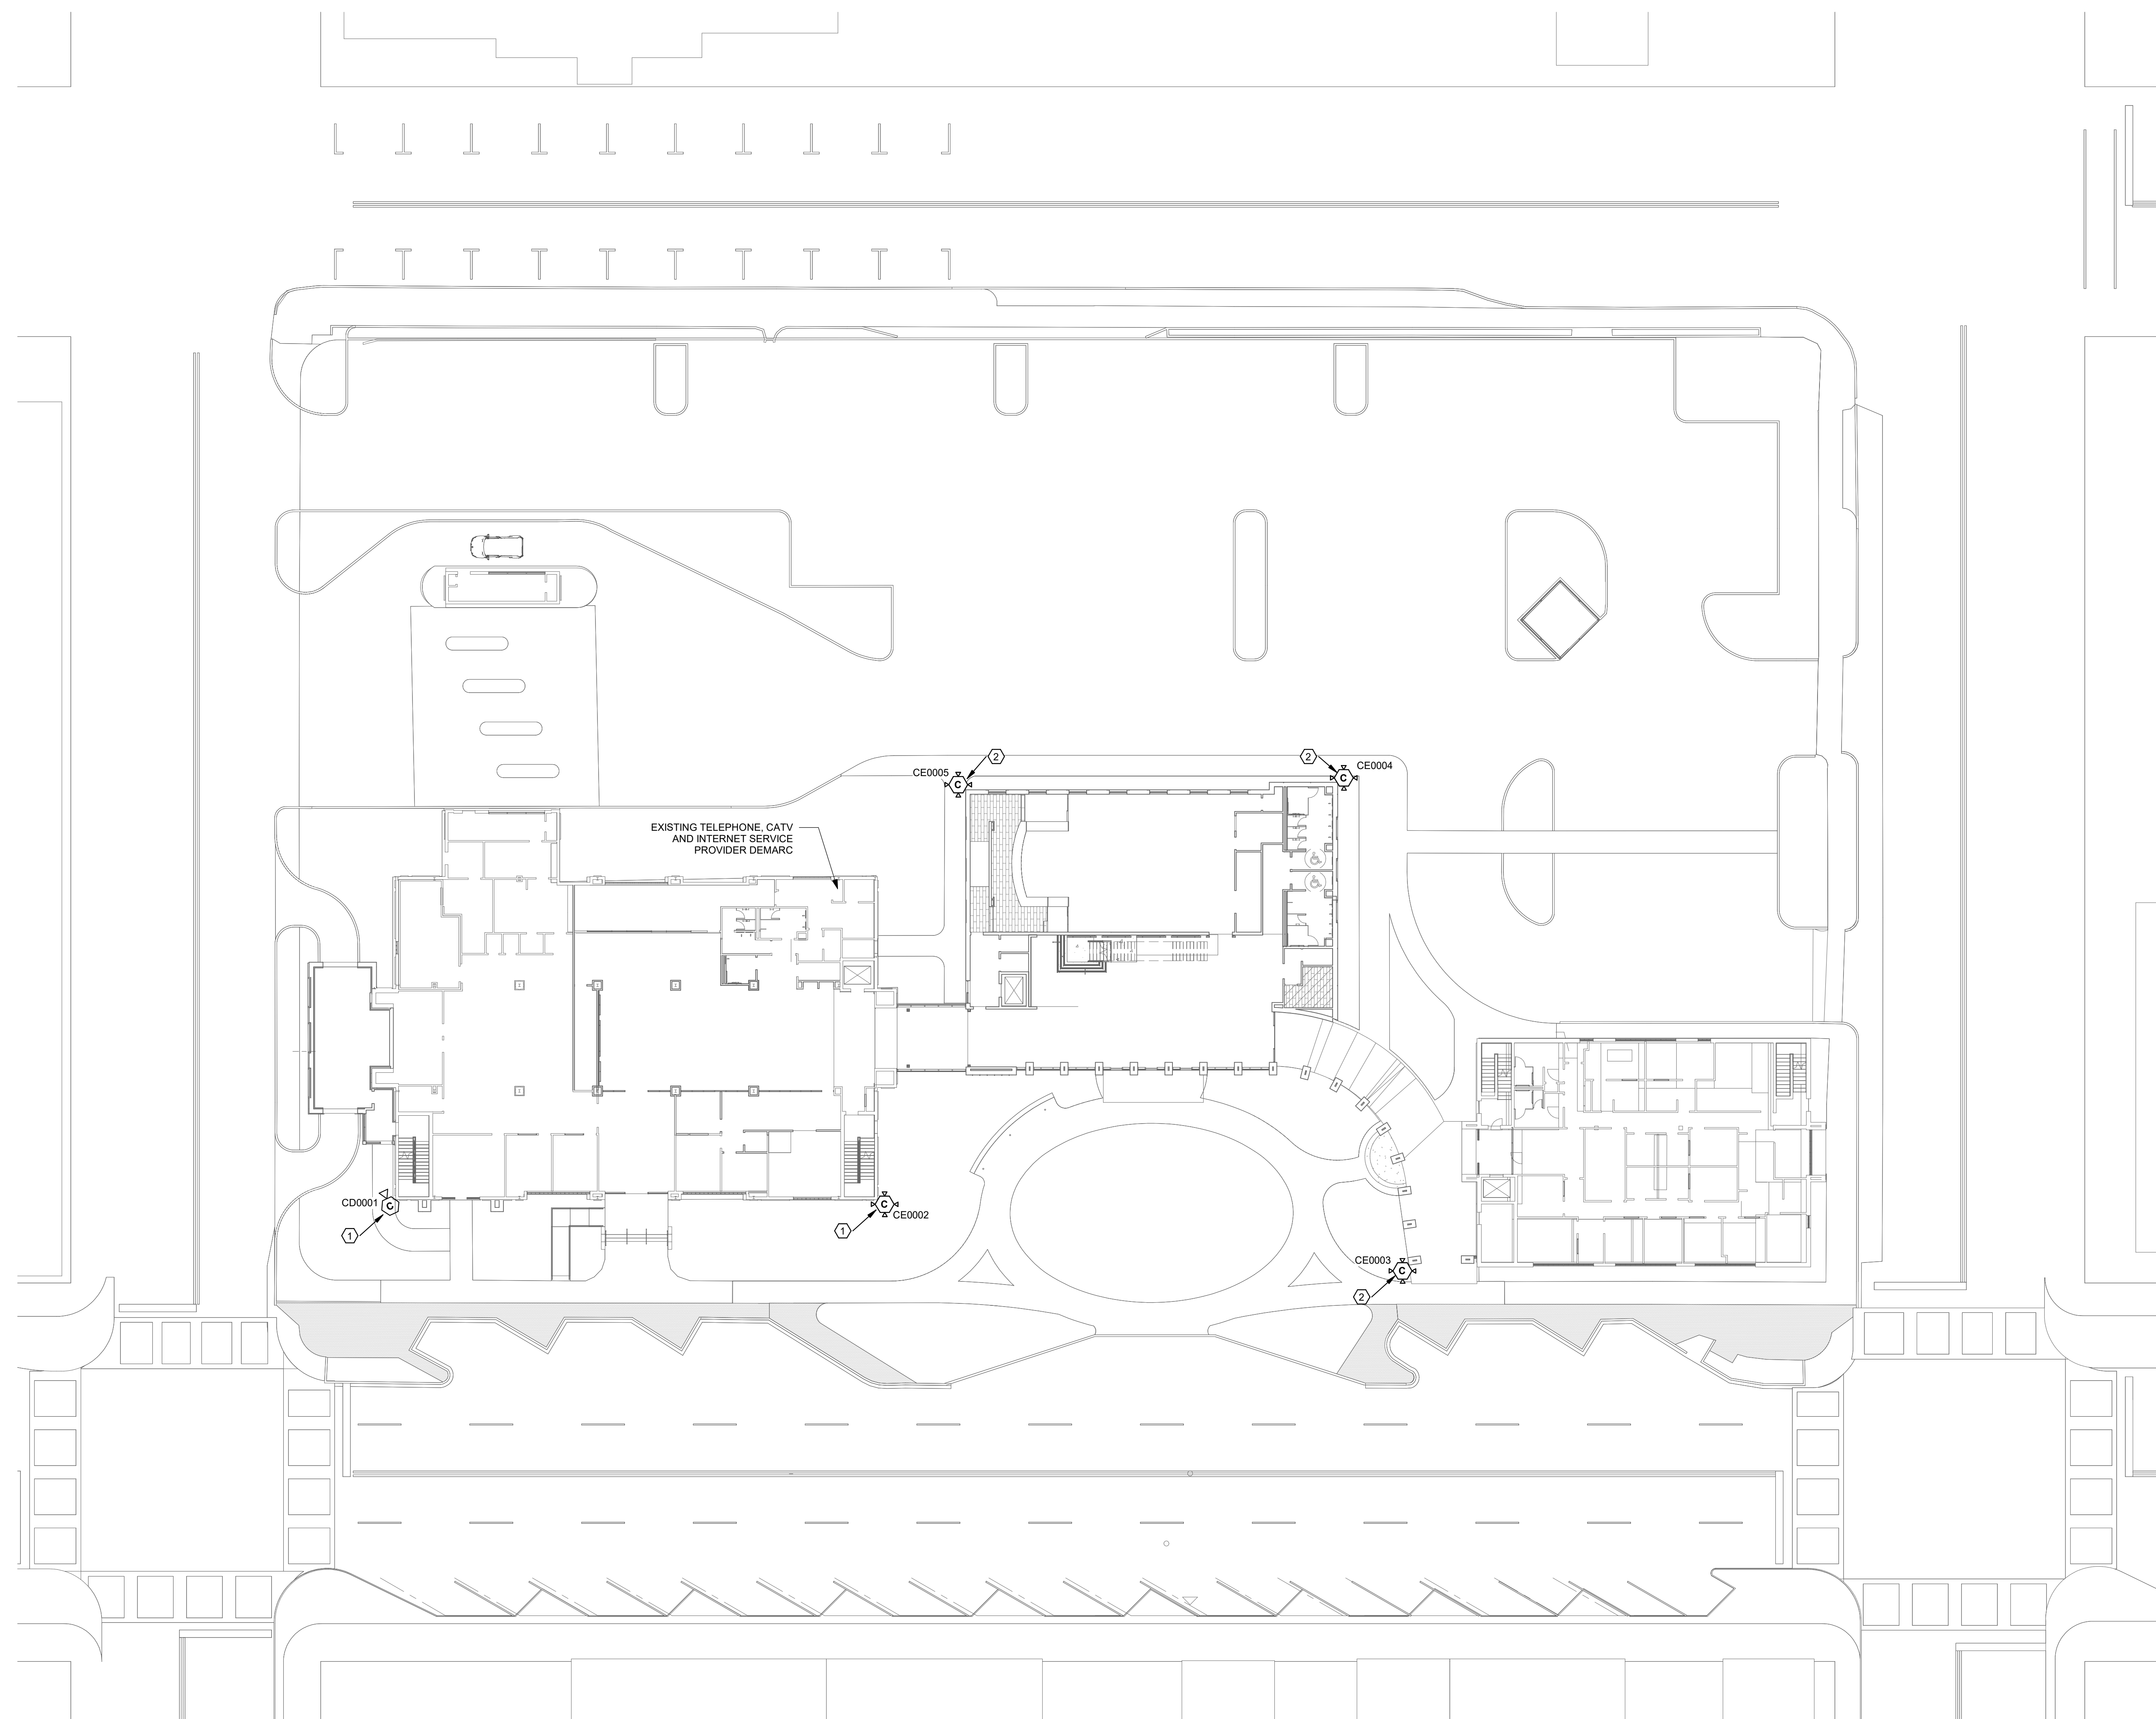 2
2
CE0005
C
C
CE0004
EXISTING TELEPHONE, CATV
AND INTERNET SERVICE
PROVIDER DEMARC
CD0001
C
1
C
CE0002
1
CE0003
C
2